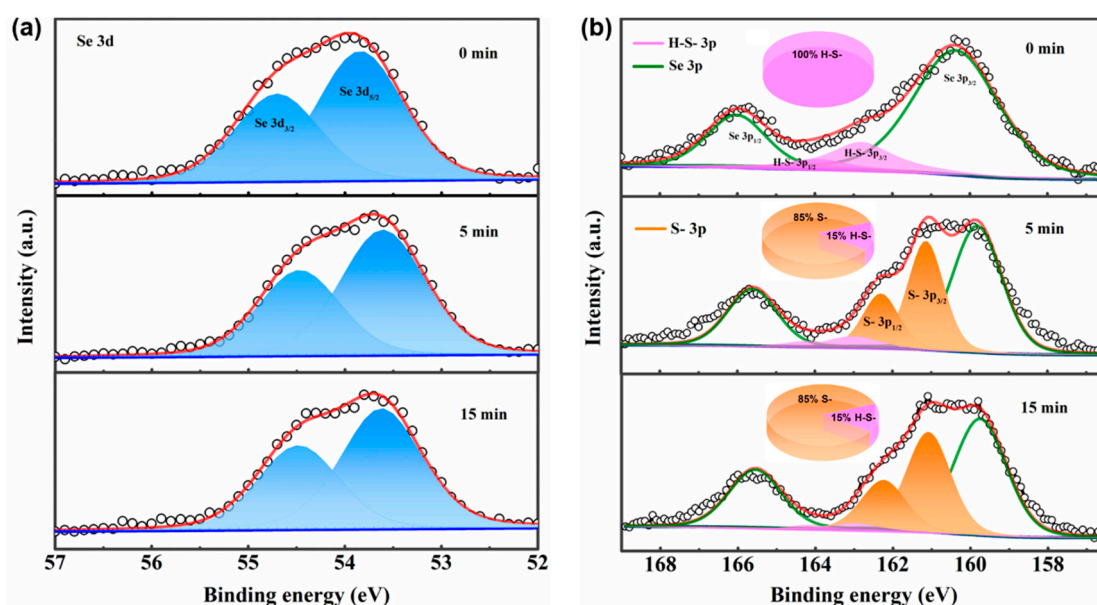 (a)
Se 3d
0 min
Se 3d3/2
Se 3d5/2
5 min
15 min
Intensity (a.u.)
57 56 55 54 53 52
Binding energy (eV)
(b)
H-S- 3p
Se 3p
100% H-S-
0 min
Se 3p1/2
H-S- 3p1/2
H-S- 3p3/2
Se 3p3/2
S- 3p
85% S-
15% H-S-
5 min
S- 3p1/2
S- 3p3/2
85% S-
15% H-S-
15 min
Intensity (a.u.)
168 166 164 162 160 158
Binding energy (eV)